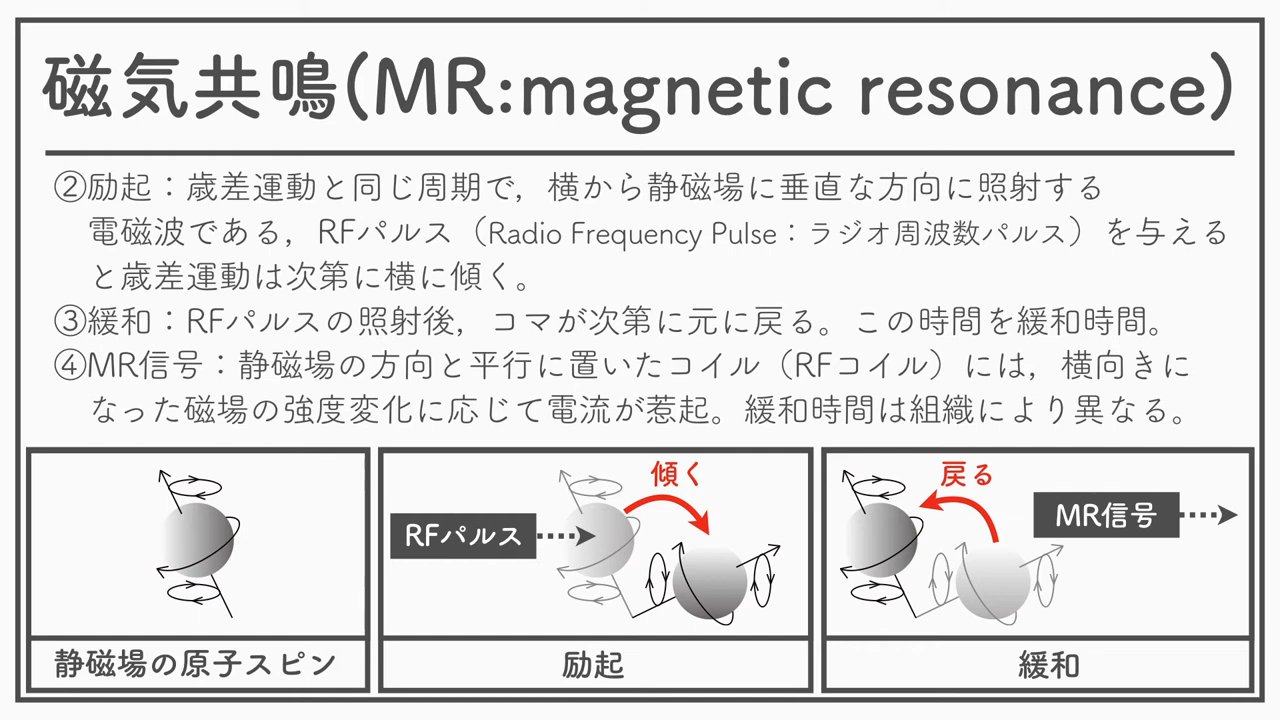 磁気共鳴(MR:magnetic resonance)
②励起：歳差運動と同じ周期で，横から静磁場に垂直な方向に照射する
電磁波である，RFパルス（Radio Frequency Pulse：ラジオ周波数パルス）を与える
と歳差運動は次第に横に傾く。
③緩和：RFパルスの照射後，コマが次第に元に戻る。この時間を緩和時間。
④MR信号：静磁場の方向と平行に置いたコイル（RFコイル）には，横向きに
なった磁場の強度変化に応じて電流が惹起。緩和時間は組織により異なる。
傾く
RFパルス
戻る
MR信号
静磁場の原子スピン
励起
緩和